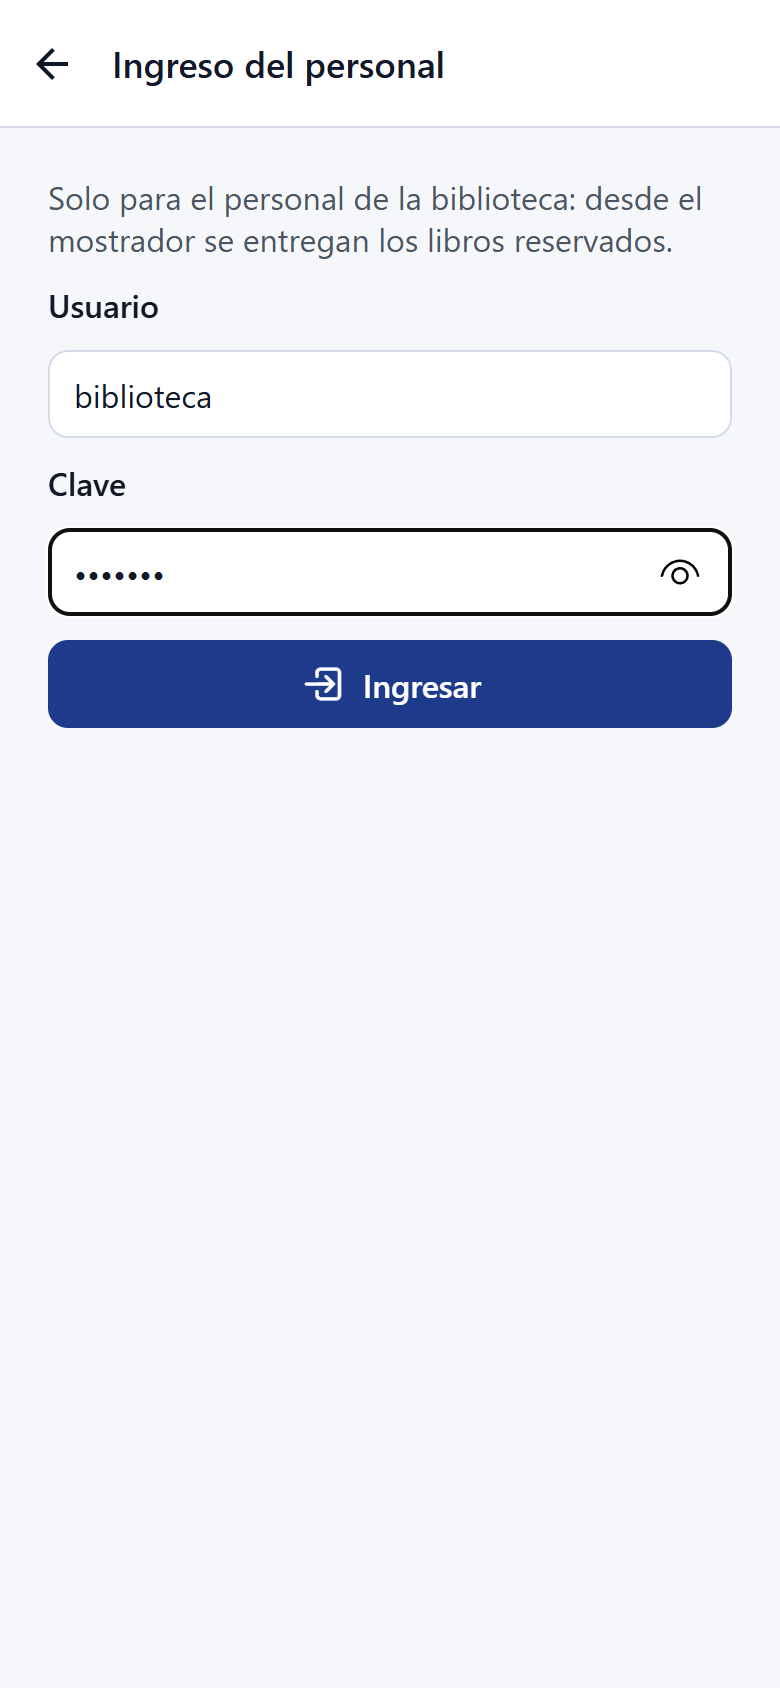 Ingreso del personal
Solo para el personal de la biblioteca: desde el
mostrador se entregan los libros reservados.
Usuario
biblioteca
Clave
•••••••
Ingresar